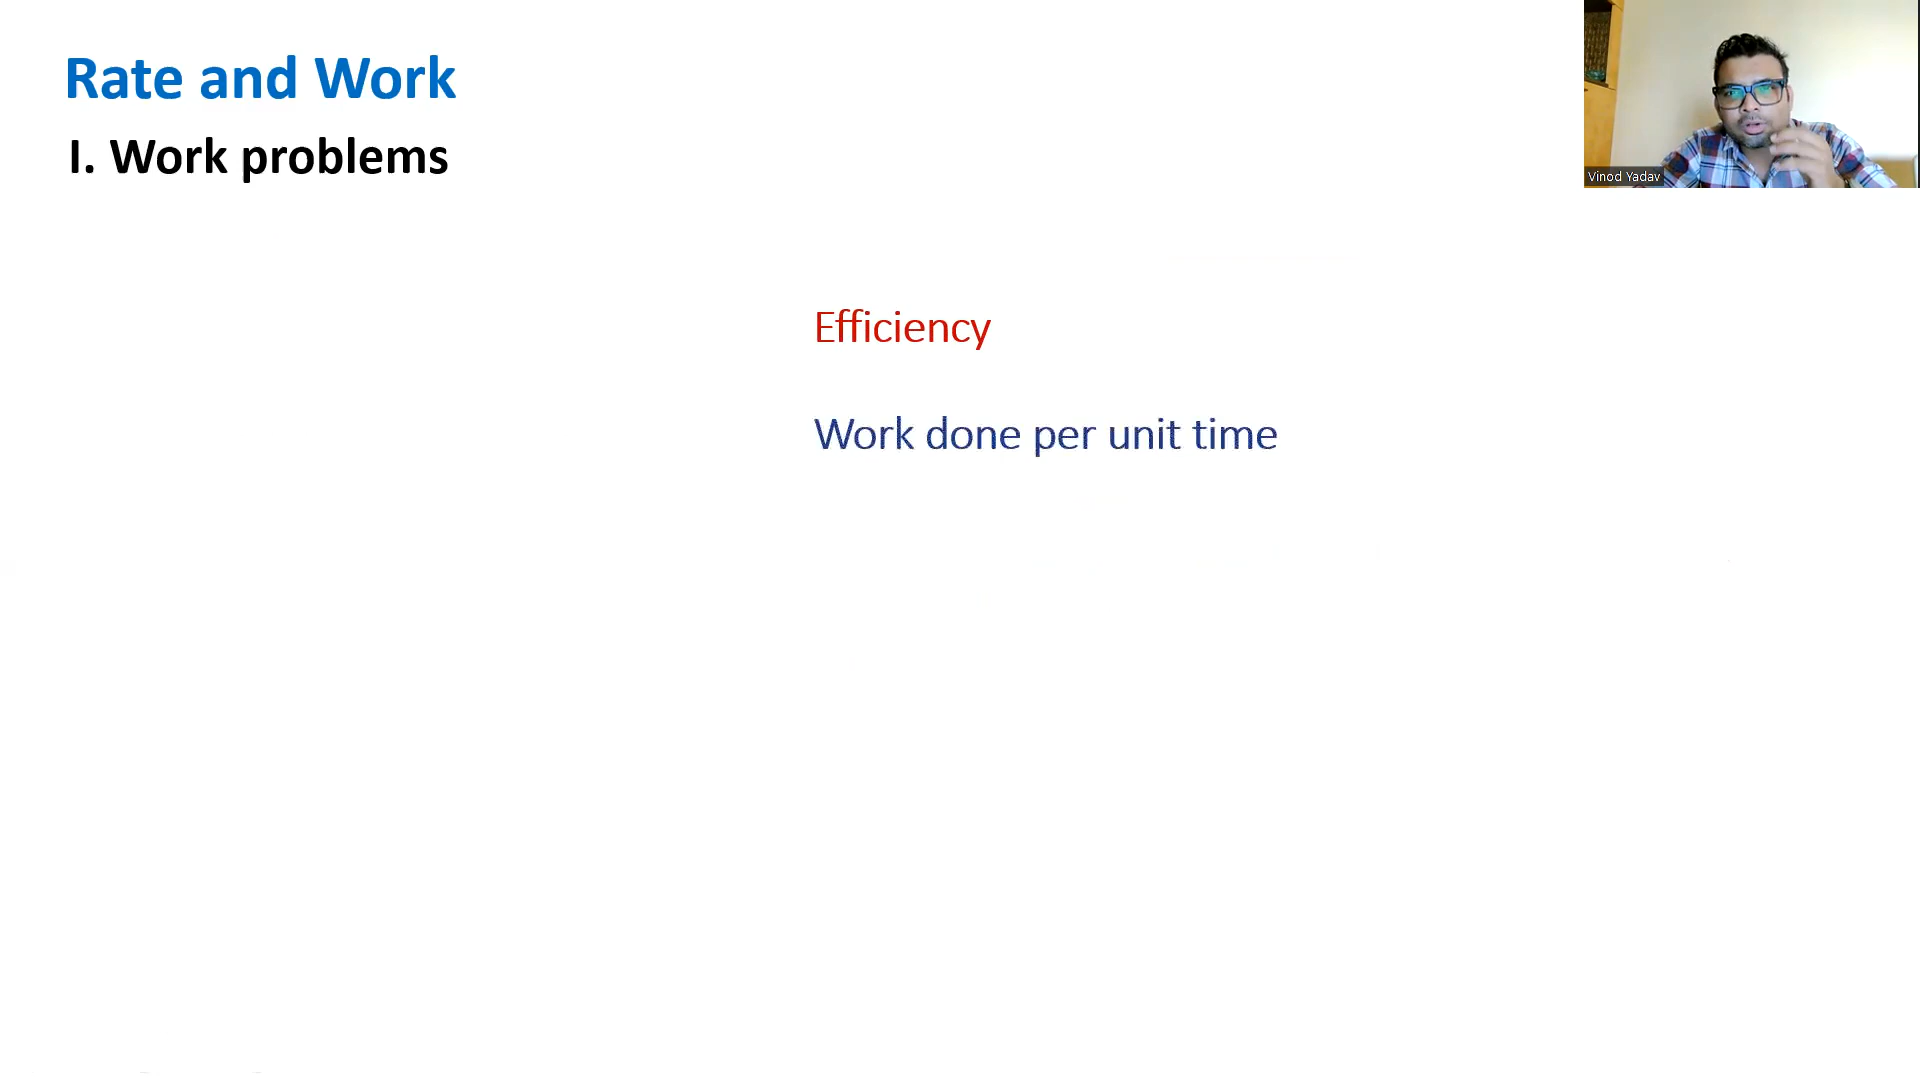 Rate and Work
I. Work problems
Vinod Yadav
Efficiency
Work done per unit time